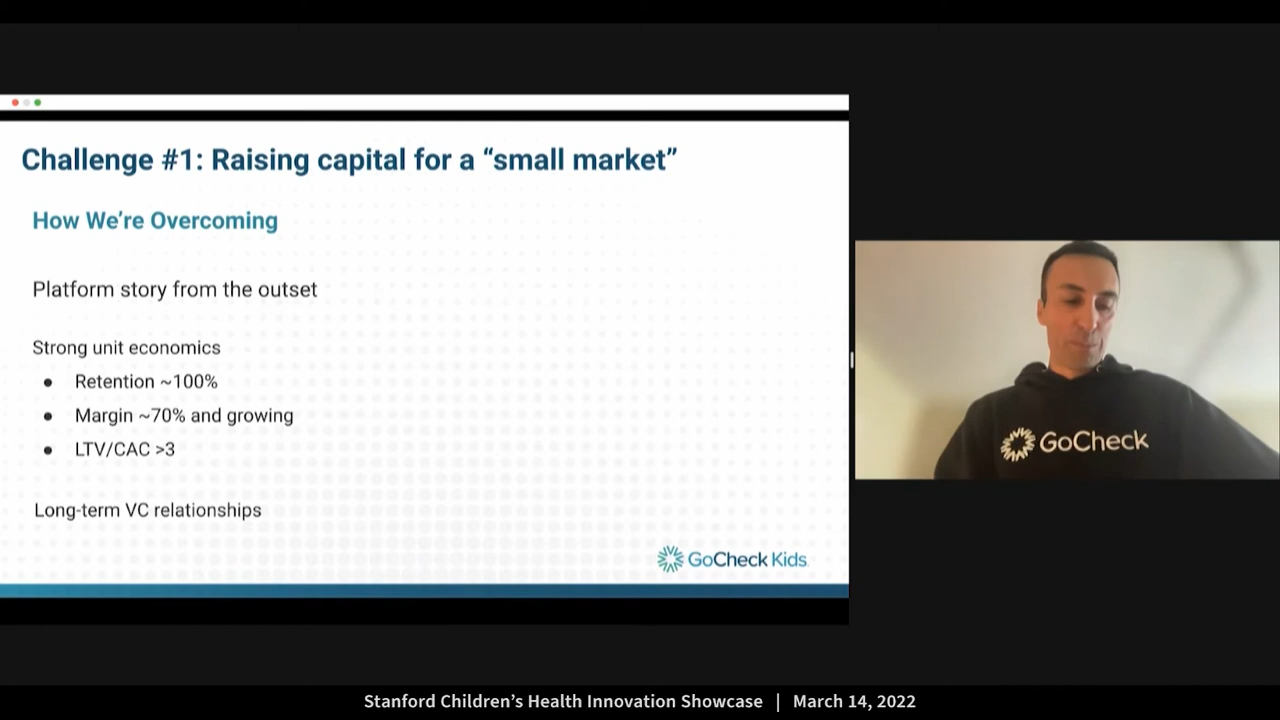 Challenge #1: Raising capital for a “small market”
How We’re Overcoming
Platform story from the outset
Strong unit economics
● Retention ~100%
● Margin ~70% and growing
● LTV/CAC >3
Long-term VC relationships
GoCheck Kids
GoCheck
Stanford Children’s Health Innovation Showcase | March 14, 2022